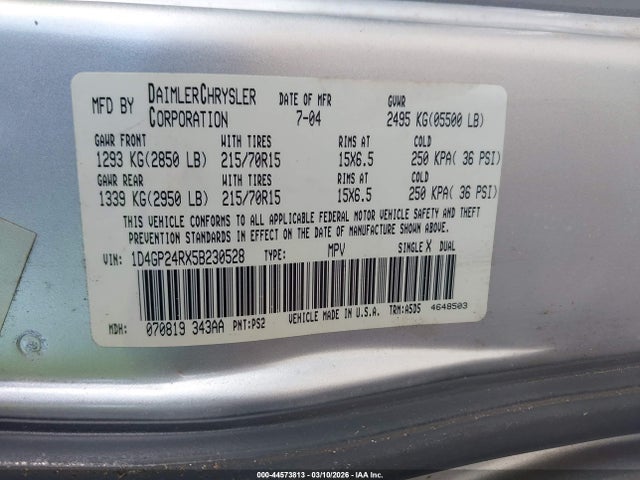 MFD BY DAIMLERCHRYSLER CORPORATION DATE OF MFR 7-04 GVWR 2495 KG(05500 LB)
GAWR FRONT WITH TIRES RIMS AT COLD
1293 KG(2850 LB) 215/70R15 15X6.5 250 KPA( 36 PSI)
GAWR REAR WITH TIRES RIMS AT COLD
1339 KG(2950 LB) 215/70R15 15X6.5 250 KPA( 36 PSI)
THIS VEHICLE CONFORMS TO ALL APPLICABLE FEDERAL MOTOR VEHICLE SAFETY AND THEFT
PREVENTION STANDARDS IN EFFECT ON THE DATE OF MANUFACTURE SHOWN ABOVE.
VIN: 1D4GP24RX5B230528 TYPE: MPV SINGLE X DUAL
MDH: 070819 343AA PNT:PS2 VEHICLE MADE IN U.S.A. TRM:A5DS 4648503
000-44573813 — 03/10/2026 — IAA Inc.